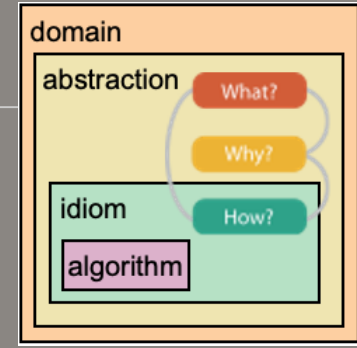 domain
abstraction
What?
Why?
idiom
How?
algorithm